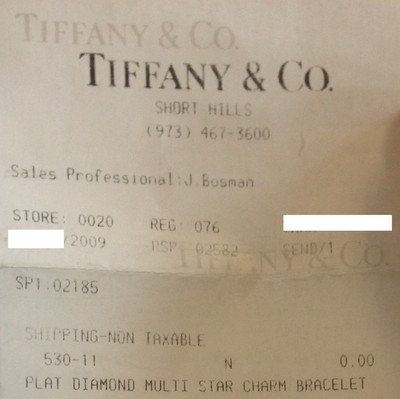 TIFFANY & CO.
TIFFANY & CO.
SHORT HILLS
(973) 467-3600
Sales Professional:J.Bosman
STORE: 0020 REG: 076
/2009 RSP: 02582 SEND/1
TIFFANY & CO.
SP1:02185
SHIPPING-NON TAXABLE
530-11 N 0.00
PLAT DIAMOND MULTI STAR CHARM BRACELET